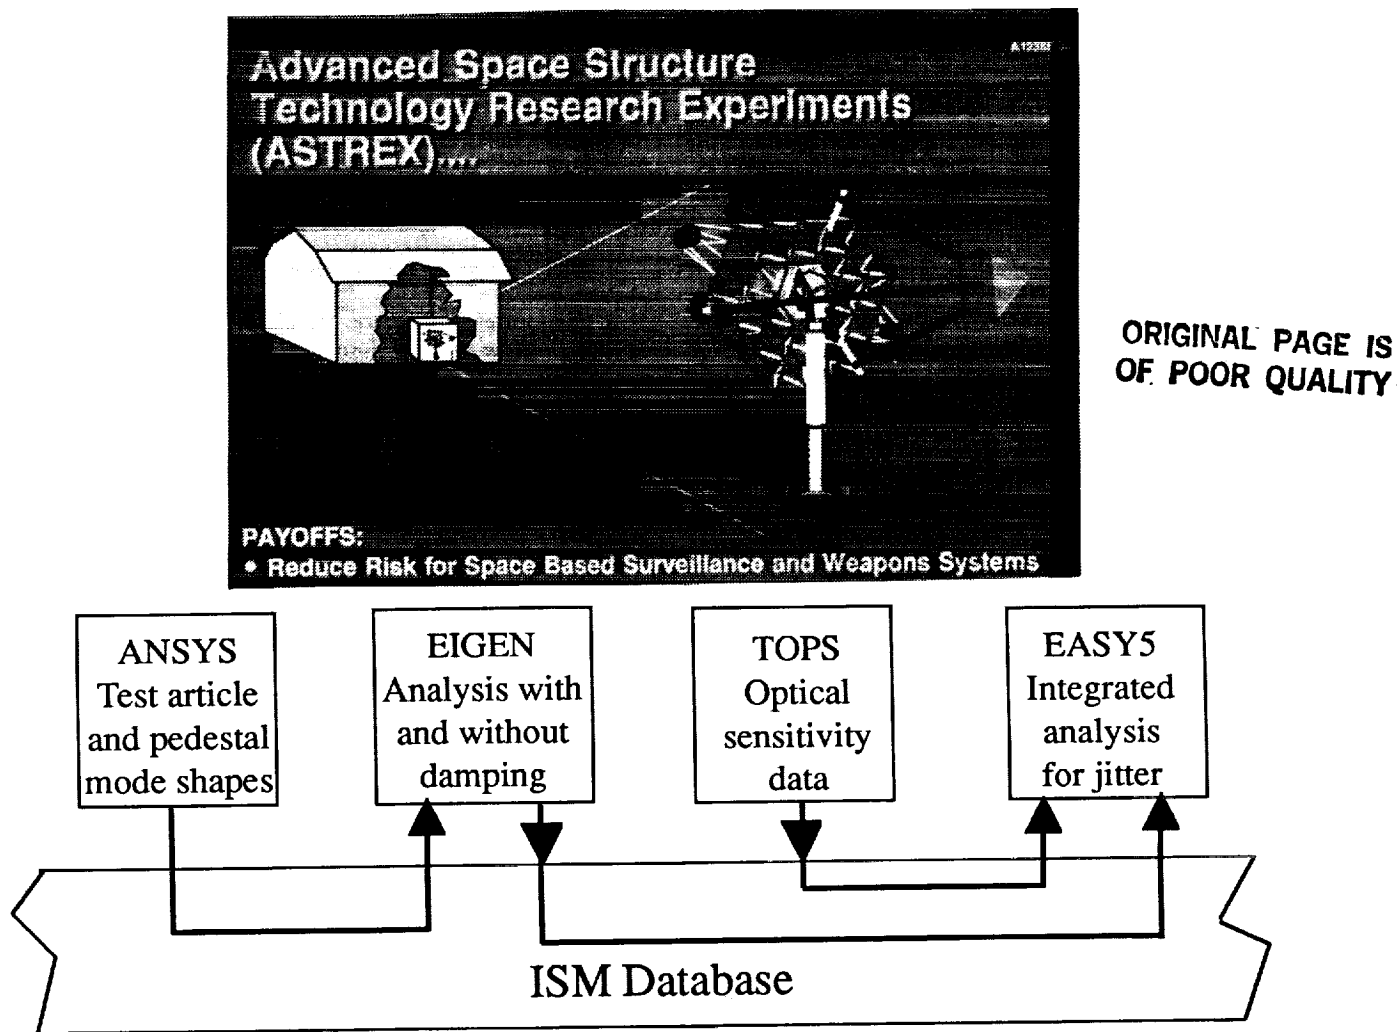 Advanced Space Structure
Technology Research Experiments
(ASTREX)....
ORIGINAL PAGE IS
OF POOR QUALITY
PAYOFFS:
• Reduce Risk for Space Based Surveillance and Weapons Systems
ANSYS
Test article
and pedestal
mode shapes
EIGEN
Analysis with
and without
damping
TOPS
Optical
sensitivity
data
EASY5
Integrated
analysis
for jitter
ISM Database